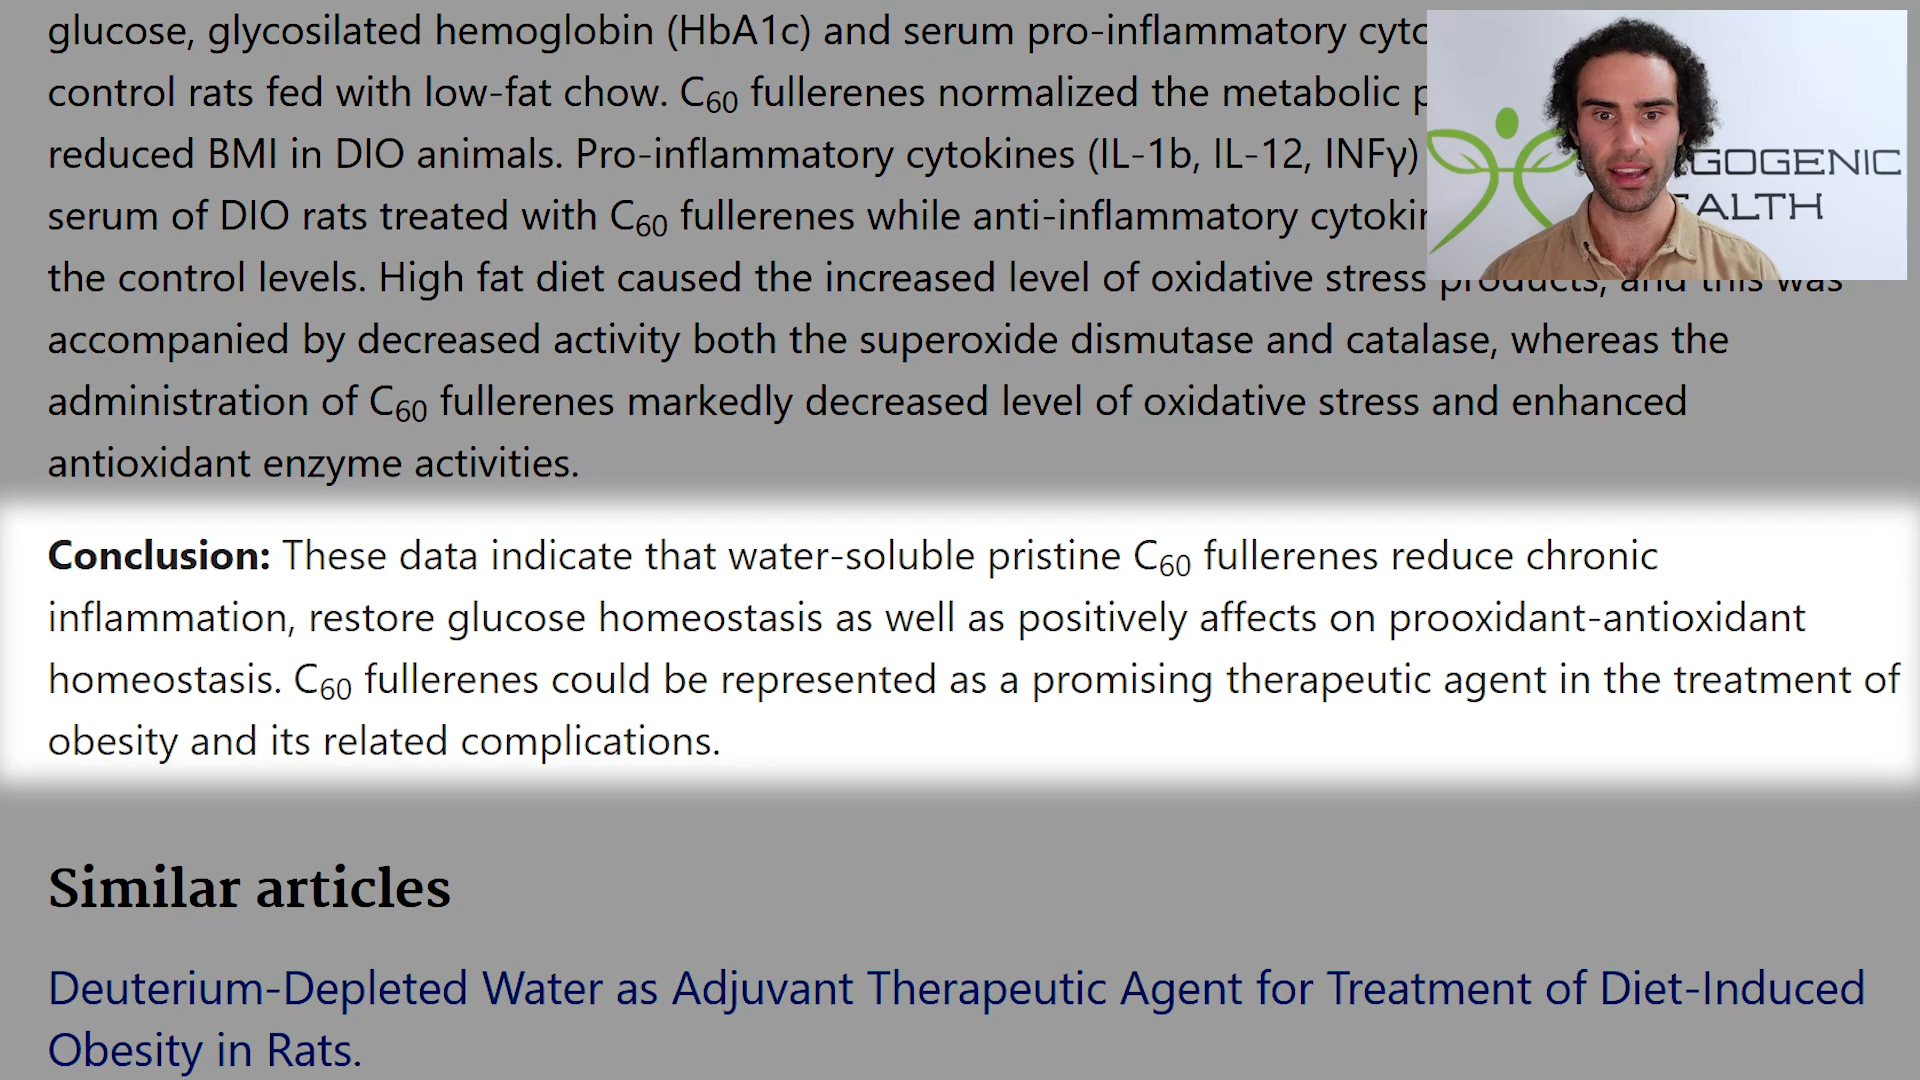 glucose, glycosilated hemoglobin (HbA1c) and serum pro-inflammatory
control rats fed with low-fat chow. C60 fullerenes normalized the metabolic
reduced BMI in DIO animals. Pro-inflammatory cytokines (IL-1b, IL-12, INFγ)
serum of DIO rats treated with C60 fullerenes while anti-inflammatory
the control levels. High fat diet caused the increased level of oxidative stress products, and this was
accompanied by decreased activity both the superoxide dismutase and catalase, whereas the
administration of C60 fullerenes markedly decreased level of oxidative stress and enhanced
antioxidant enzyme activities.
Conclusion: These data indicate that water-soluble pristine C60 fullerenes reduce chronic
inflammation, restore glucose homeostasis as well as positively affects on prooxidant-antioxidant
homeostasis. C60 fullerenes could be represented as a promising therapeutic agent in the treatment of
obesity and its related complications.
Similar articles
Deuterium-Depleted Water as Adjuvant Therapeutic Agent for Treatment of Diet-Induced
Obesity in Rats.